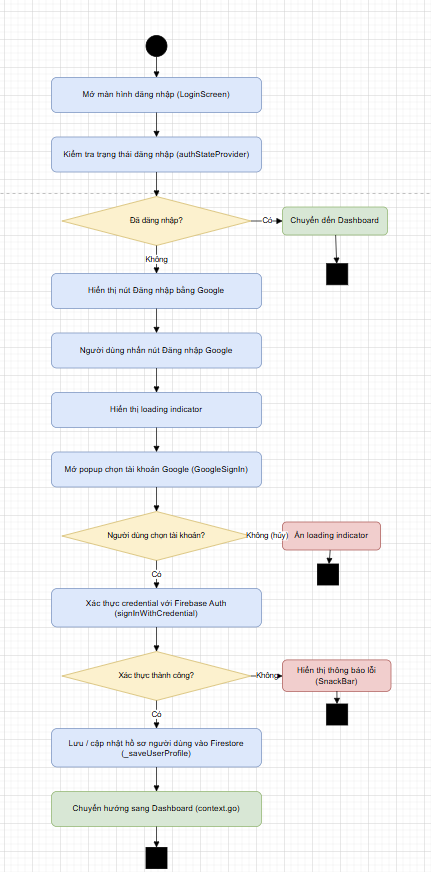 Mở màn hình đăng nhập (LoginScreen)
Kiểm tra trạng thái đăng nhập (authStateProvider)
Đã đăng nhập?
Có
Chuyển đến Dashboard
Không
Hiển thị nút Đăng nhập bằng Google
Người dùng nhấn nút Đăng nhập Google
Hiển thị loading indicator
Mở popup chọn tài khoản Google (GoogleSignIn)
Người dùng chọn tài khoản?
Không (hủy)
Ẩn loading indicator
Có
Xác thực credential với Firebase Auth
(signInWithCredential)
Xác thực thành công?
Không
Hiển thị thông báo lỗi
(SnackBar)
Có
Lưu / cập nhật hồ sơ người dùng vào Firestore
(_saveUserProfile)
Chuyển hướng sang Dashboard (context.go)